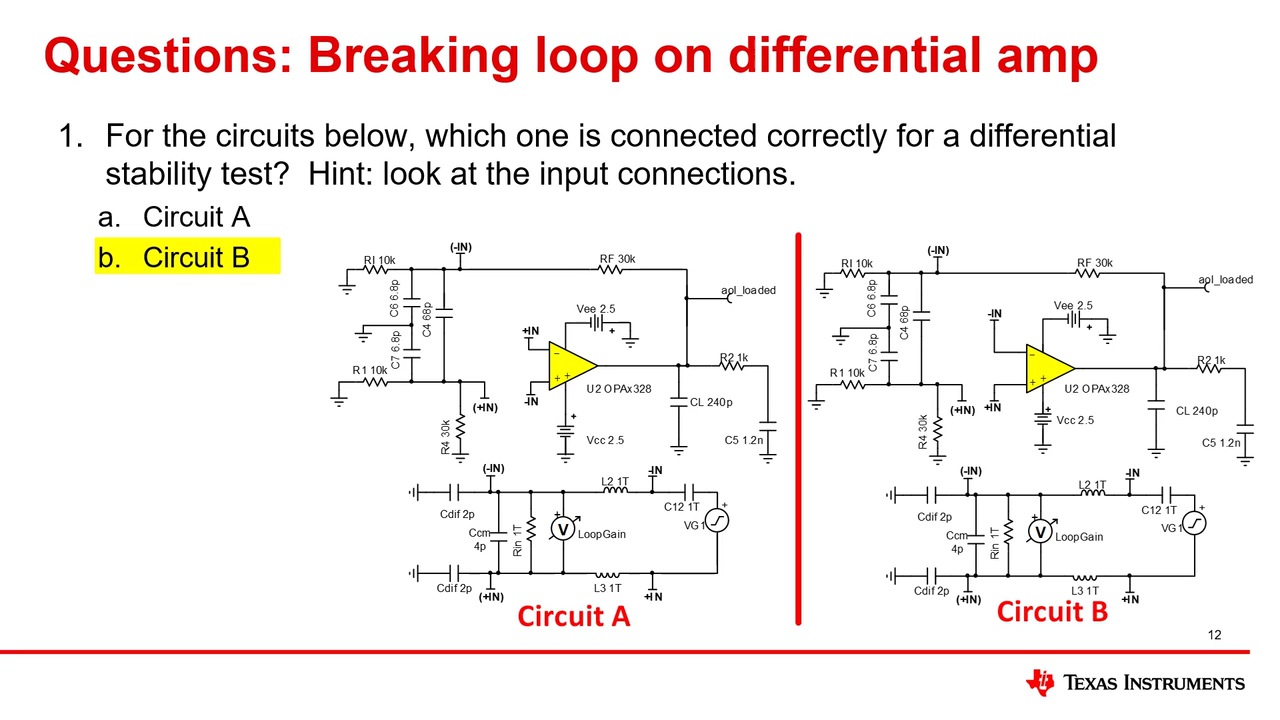 Questions: Breaking loop on differential amp
1. For the circuits below, which one is connected correctly for a differential
stability test? Hint: look at the input connections.
a. Circuit A
b. Circuit B
(-IN)
RI 10k
RF 30k
C6 6.8p
C4 68p
aol_loaded
Vee 2.5
+
+IN
C7 6.8p
R1 10k
R2 1k
-
+ +
U2 OPAx328
-IN
(+IN)
CL 240p
+
R4 30k
Vcc 2.5
C5 1.2n
(-IN)
-IN
L2 1T
Cdif 2p
C12 1T
+
Ccm
4p
Rin 1T
+
V
LoopGain
VG1
Cdif 2p
(+IN)
L3 1T
+IN
Circuit A
(-IN)
RI 10k
RF 30k
C6 6.8p
C4 68p
aol_loaded
Vee 2.5
+
-IN
C7 6.8p
R1 10k
R2 1k
-
+ +
U2 OPAx328
(+IN)
+IN
CL 240p
+
R4 30k
Vcc 2.5
C5 1.2n
(-IN)
-IN
L2 1T
Cdif 2p
C12 1T
+
Ccm
4p
Rin 1T
+
V
LoopGain
VG1
Cdif 2p
(+IN)
L3 1T
+IN
Circuit B
12
TEXAS INSTRUMENTS